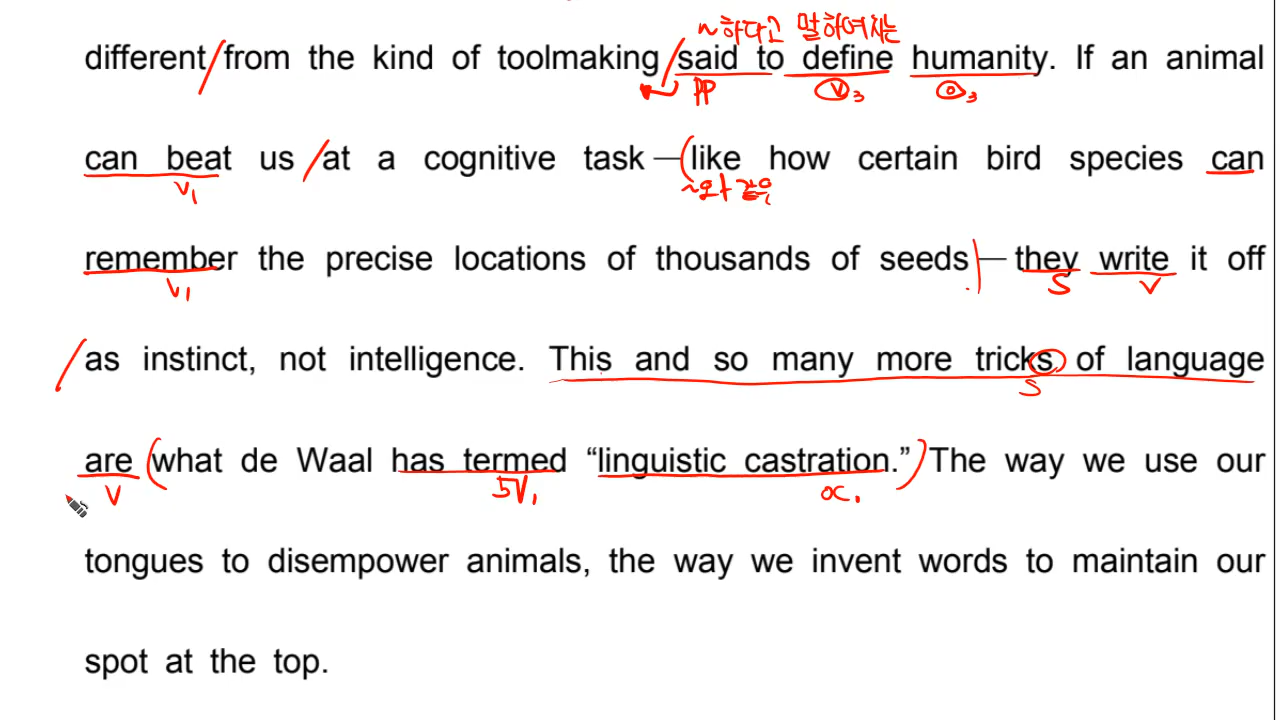 ~하다고 말하여지는
different from the kind of toolmaking said to define humanity. If an animal
PP V3 O3
can beat us at a cognitive task—(like how certain bird species can
V1 ~와 같은
remember the precise locations of thousands of seeds— they write it off
V1 S V
as instinct, not intelligence. This and so many more tricks of language
S
are (what de Waal has termed “linguistic castration.”) The way we use our
V 5V1 OC1
tongues to disempower animals, the way we invent words to maintain our
spot at the top.